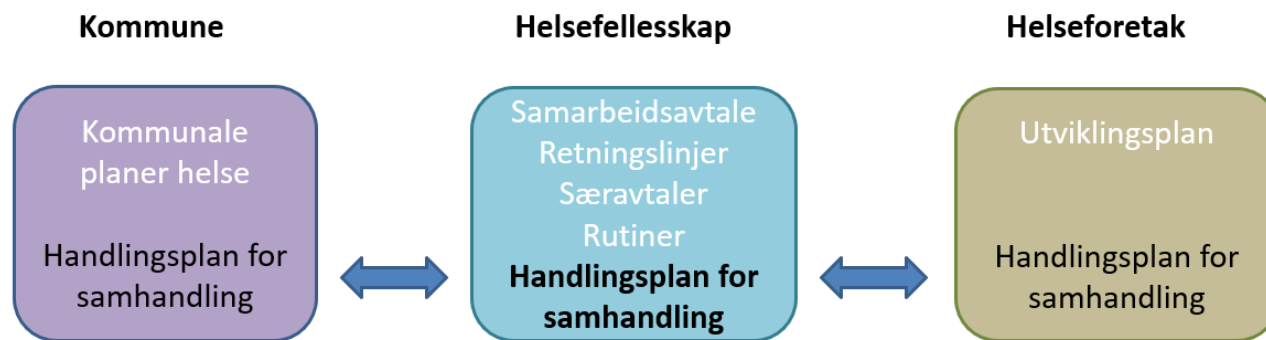 Kommune
Helsefellesskap
Helseforetak
Kommunale
planer helse
Handlingsplan for
samhandling
Samarbeidsavtale
Retningslinjer
Særavtaler
Rutiner
Handlingsplan for
samhandling
Utviklingsplan
Handlingsplan for
samhandling